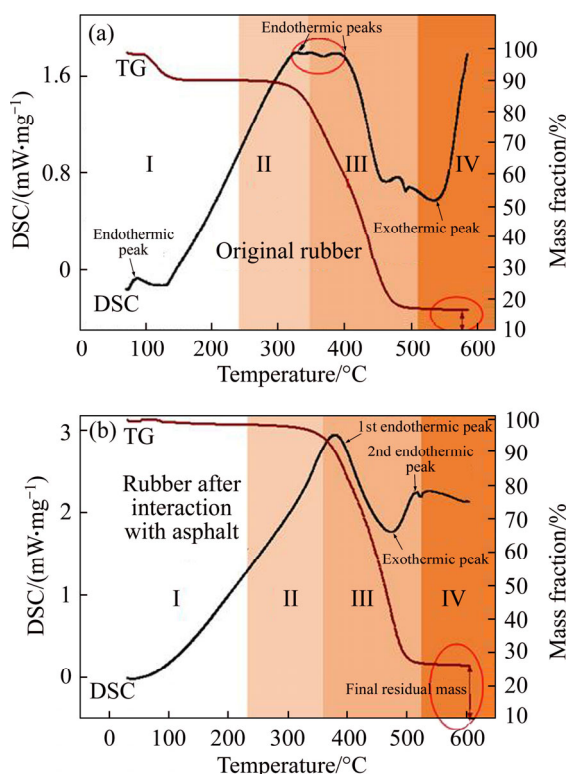 (a)
Endothermic peaks
TG
100
1.6
90
80
70
0.8
I
II
III
IV
60
50
Endothermic
peak
Exothermic peak
40
Original rubber
0
30
DSC
20
10
DSC/(mW·mg⁻¹)
Mass fraction/%
0 100 200 300 400 500 600
Temperature/°C
(b)
3
TG
1st endothermic peak
100
2nd endothermic
peak
90
Rubber after
interaction
with asphalt
80
2
70
Exothermic peak
60
I
II
III
IV
50
1
40
30
0
Final residual mass
20
DSC
10
DSC/(mW·mg⁻¹)
Mass fraction/%
0 100 200 300 400 500 600
Temperature/°C